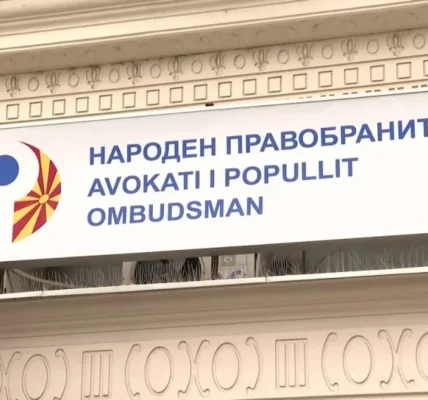 НАРОДЕН ПРАВОБРАНИТ
AVOKATI I POPULLIT
OMBUDSMAN